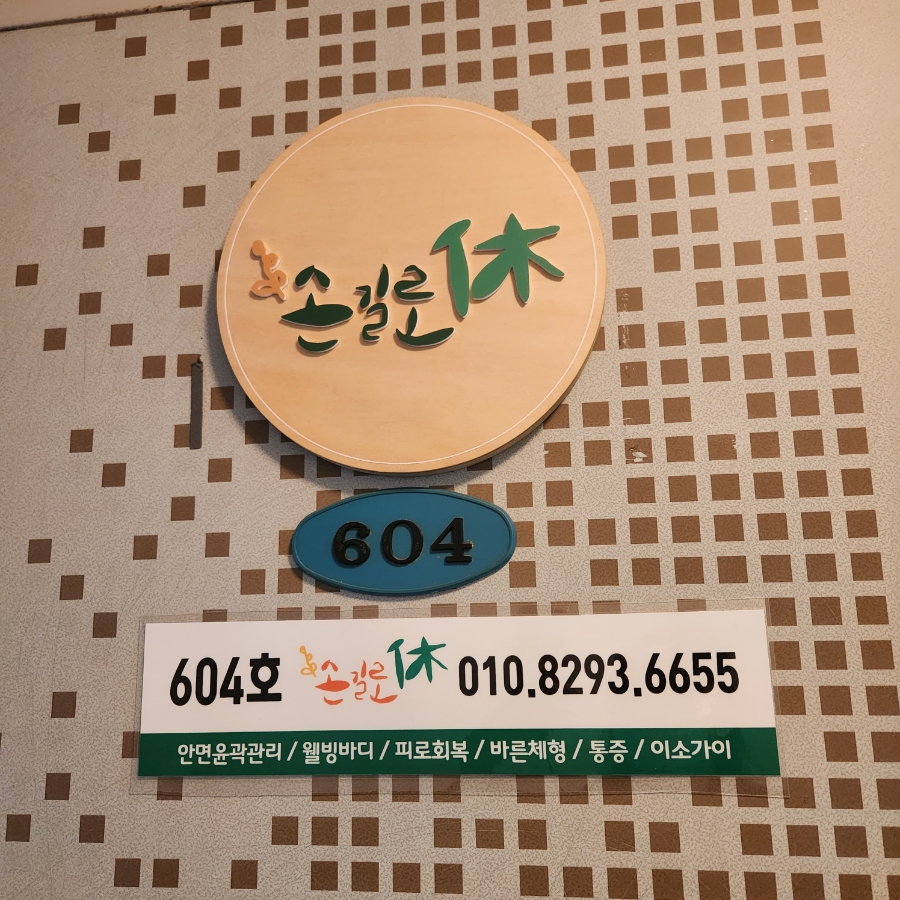 손길로休
604
604호 손길로休 010.8293.6655
안면윤곽관리 / 웰빙바디 / 피로회복 / 바른체형 / 통증 / 이소가이